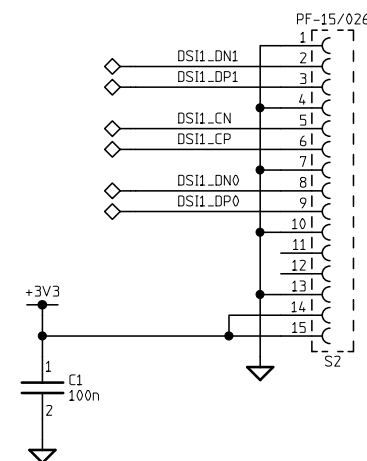 PF-15/026
1
DSI1_DN1 2
DSI1_DP1 3
4
DSI1_CN 5
DSI1_CP 6
7
DSI1_DN0 8
DSI1_DP0 9
10
11
12
13
+3V3 14
15
S2
1
C1
100n
2